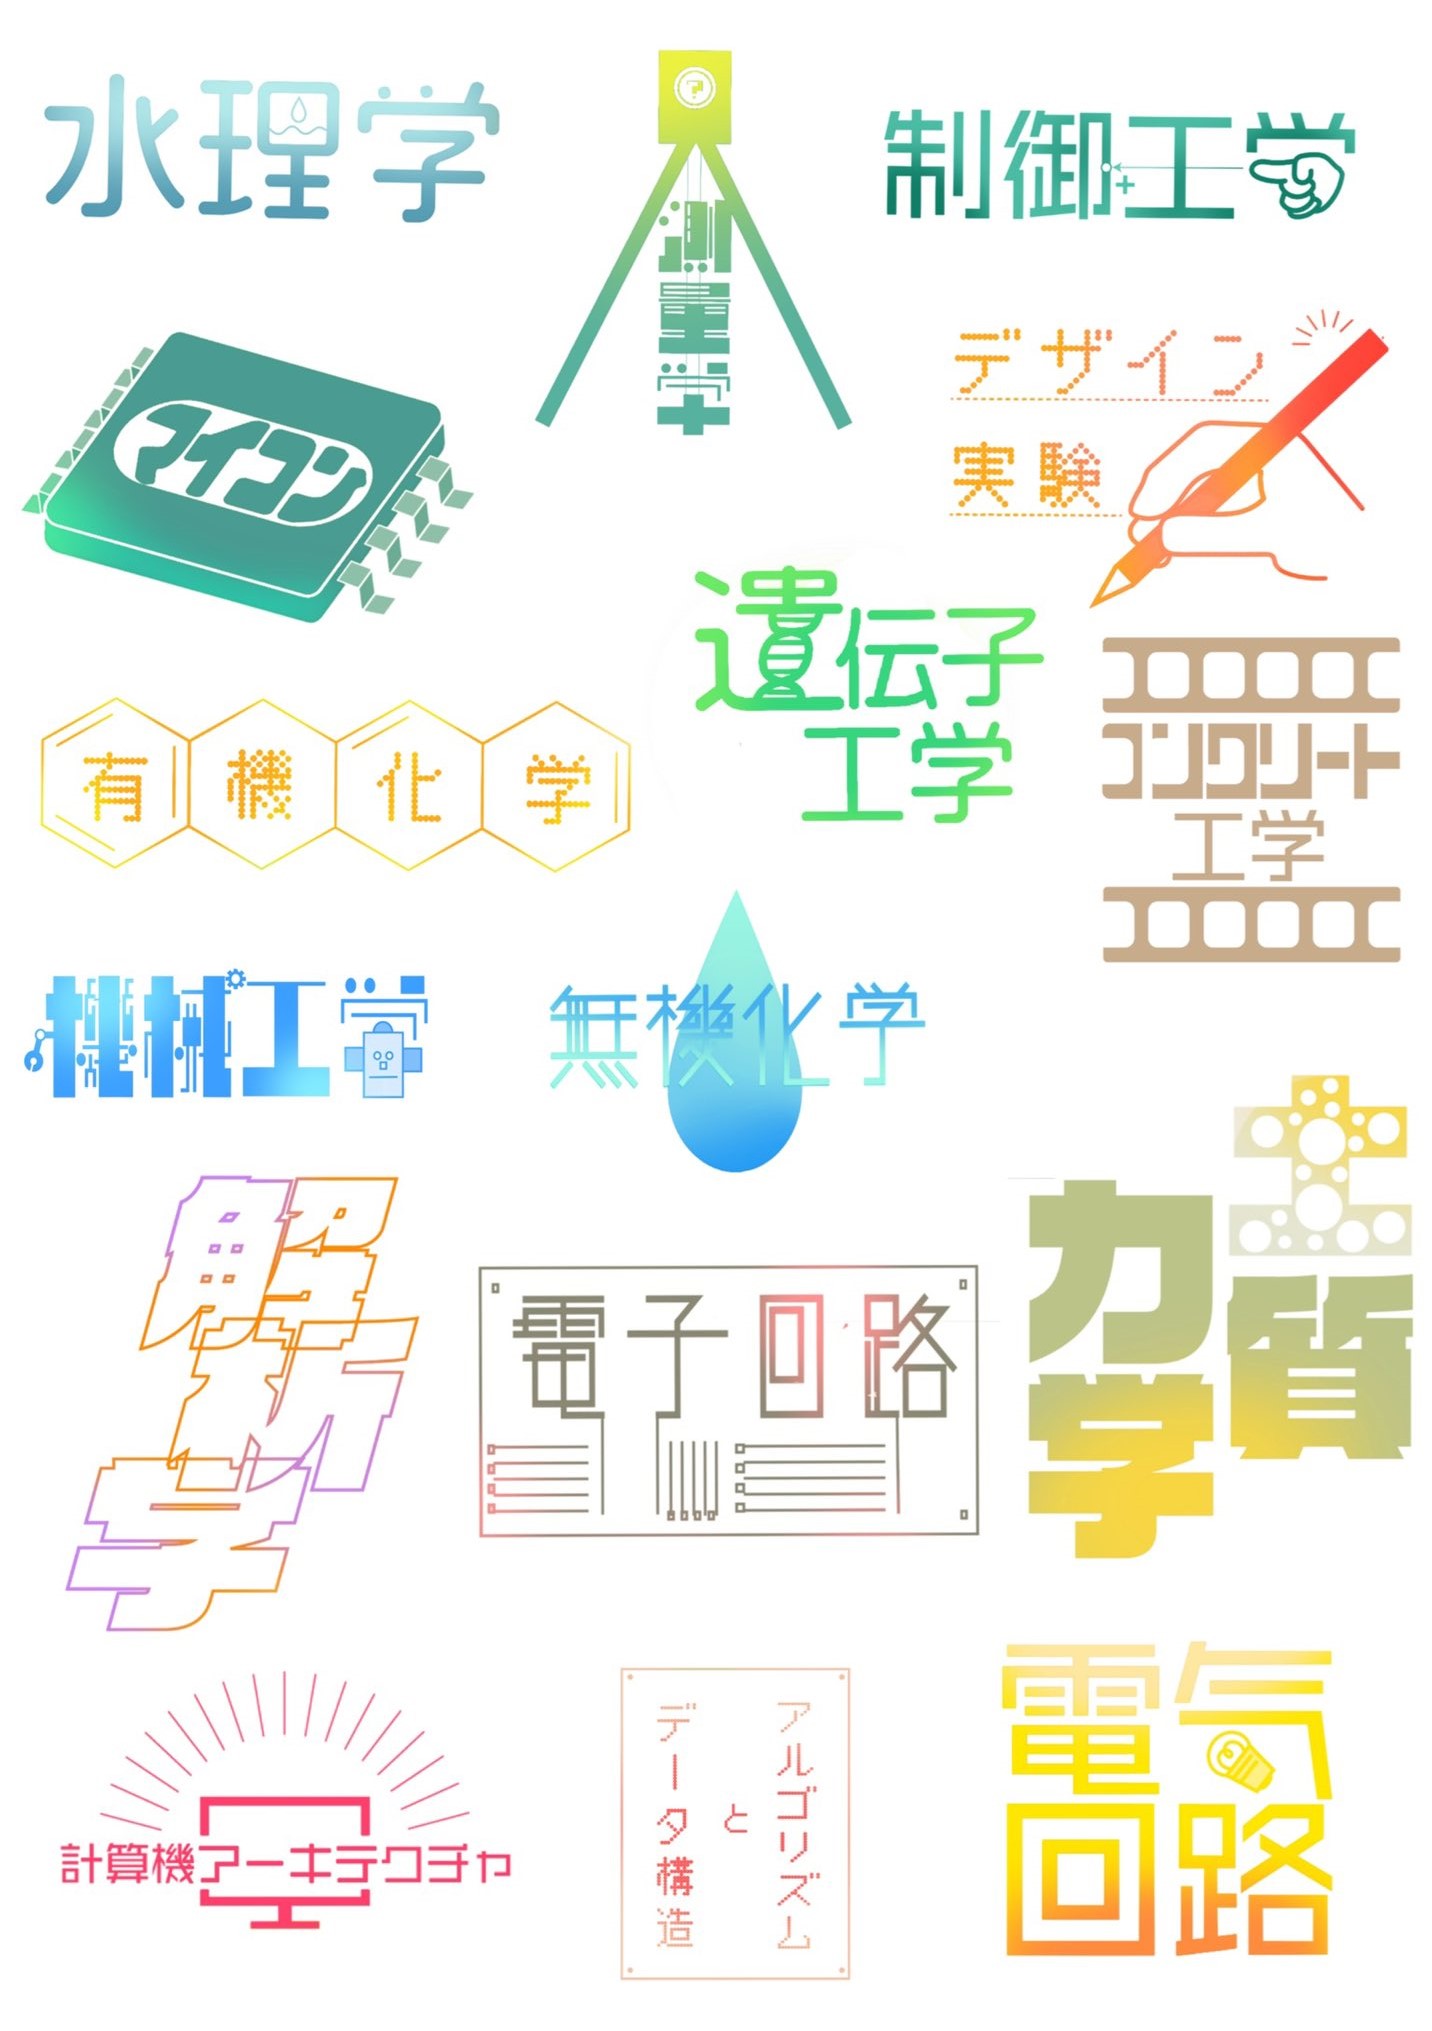 水理学
測量学
制御工学
マイコン
デザイン
実験
遺伝子
工学
有機化学
コンクリート
工学
機械工学
無機化学
土質
力学
解析学
電子回路
計算機アーキテクチャ
アルゴリズム
と
データ構造
電気
回路